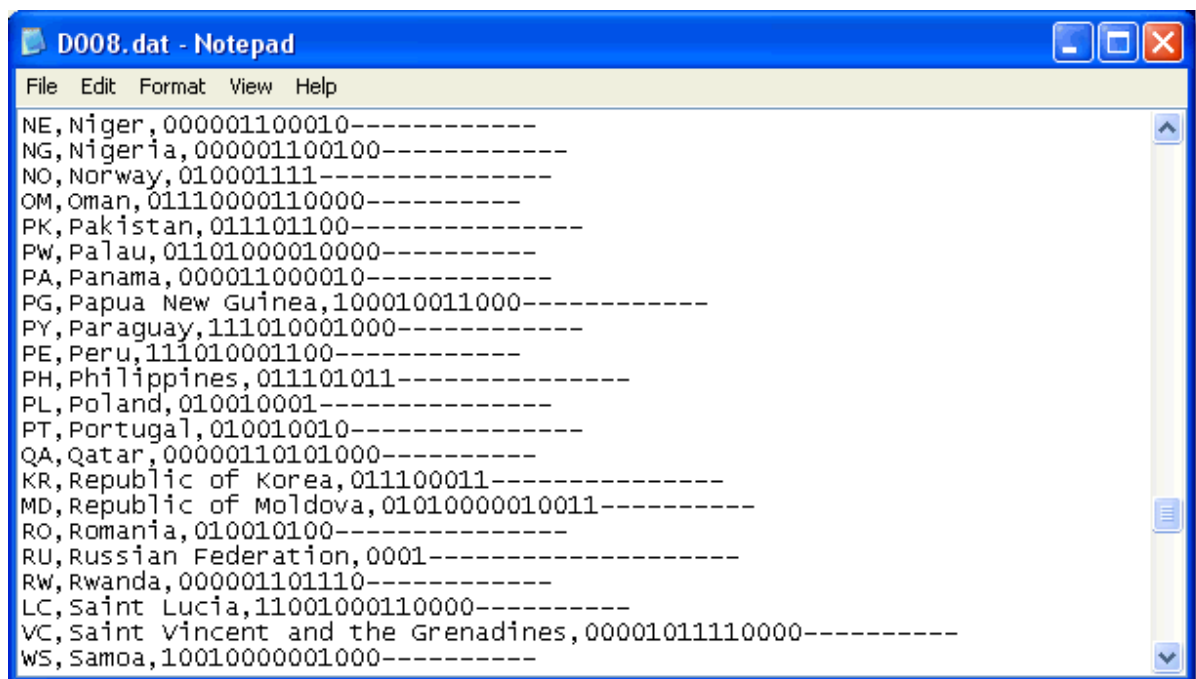 D008.dat - Notepad
File Edit Format View Help
NE,Niger,000001100010------------
NG,Nigeria,000001100100------------
NO,Norway,010001111---------------
OM,Oman,01110000110000----------
PK,Pakistan,011101100---------------
PW,Palau,01101000010000----------
PA,Panama,000011000010------------
PG,Papua New Guinea,100010011000------------
PY,Paraguay,111010001000------------
PE,Peru,111010001100------------
PH,Philippines,011101011---------------
PL,Poland,010010001---------------
PT,Portugal,010010010---------------
QA,Qatar,00000110101000----------
KR,Republic of Korea,011100011---------------
MD,Republic of Moldova,01010000010011----------
RO,Romania,010010100---------------
RU,Russian Federation,0001--------------------
RW,Rwanda,000001101110------------
LC,Saint Lucia,11001000110000----------
VC,Saint Vincent and the Grenadines,00001011110000----------
WS,Samoa,10010000001000----------